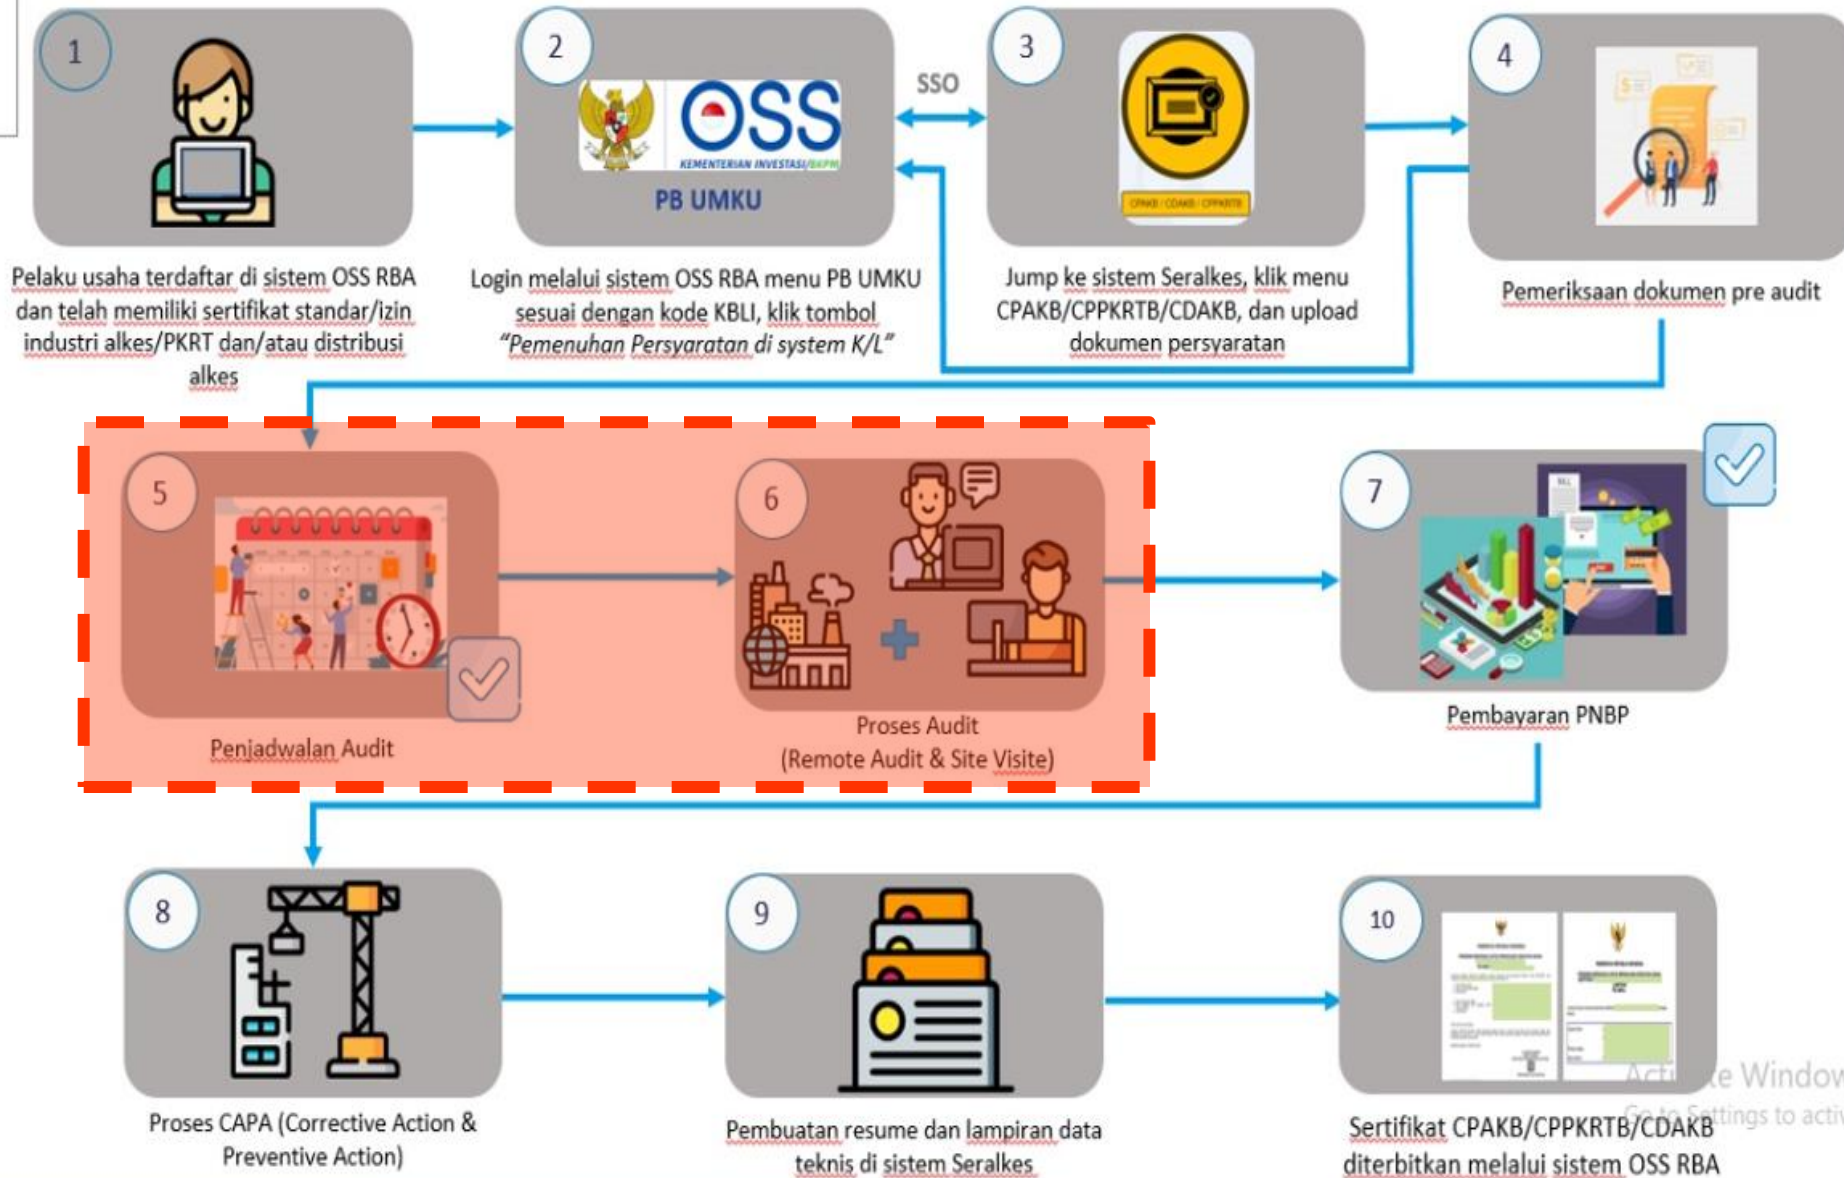 1
2
3
4
SSO
OSS
KEMENTERIAN INVESTASI/BKPM
PB UMKU
CPAKB / CDAKB / CPPKRTB
Pelaku usaha terdaftar di sistem OSS RBA
dan telah memiliki sertifikat standar/izin
industri alkes/PKRT dan/atau distribusi
alkes
Login melalui sistem OSS RBA menu PB UMKU
sesuai dengan kode KBLI, klik tombol
"Pemenuhan Persyaratan di system K/L"
Jump ke sistem Seralkes, klik menu
CPAKB/CPPKRTB/CDAKB, dan upload
dokumen persyaratan
Pemeriksaan dokumen pre audit
5
6
7
BILL
Penjadwalan Audit
Proses Audit
(Remote Audit & Site Visite)
Pembayaran PNBP
8
9
10
Proses CAPA (Corrective Action &
Preventive Action)
Pembuatan resume dan lampiran data
teknis di sistem Seralkes
Sertifikat CPAKB/CPPKRTB/CDAKB
diterbitkan melalui sistem OSS RBA